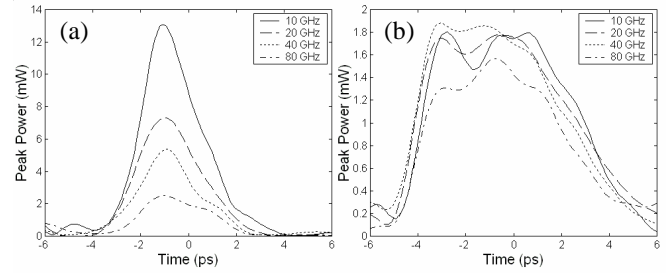 (a)
10 GHz
20 GHz
40 GHz
80 GHz
Peak Power (mW)
14
12
10
8
6
4
2
0
-6 -4 -2 0 2 4 6
Time (ps)
(b)
10 GHz
20 GHz
40 GHz
80 GHz
Peak Power (mW)
2
1.8
1.6
1.4
1.2
1
0.8
0.6
0.4
0.2
0
-6 -4 -2 0 2 4 6
Time (ps)